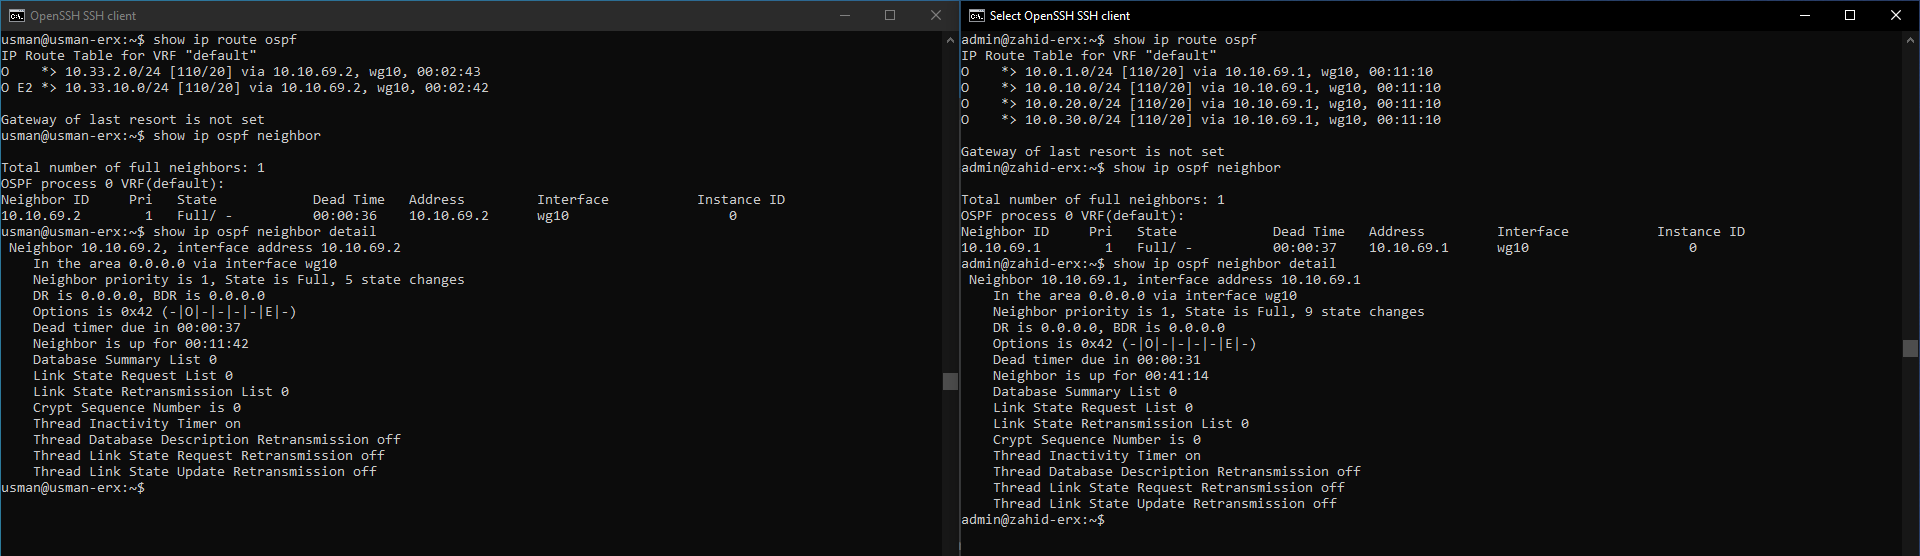 OpenSSH SSH client
usman@usman-erx:~$ show ip route ospf
IP Route Table for VRF "default"
O    *> 10.33.2.0/24 [110/20] via 10.10.69.2, wg10, 00:02:43
O E2 *> 10.33.10.0/24 [110/20] via 10.10.69.2, wg10, 00:02:42
Gateway of last resort is not set
usman@usman-erx:~$ show ip ospf neighbor
Total number of full neighbors: 1
OSPF process 0 VRF(default):
Neighbor ID     Pri   State            Dead Time   Address         Interface           Instance ID
10.10.69.2        1   Full/ -          00:00:36    10.10.69.2      wg10                    0
usman@usman-erx:~$ show ip ospf neighbor detail
Neighbor 10.10.69.2, interface address 10.10.69.2
In the area 0.0.0.0 via interface wg10
Neighbor priority is 1, State is Full, 5 state changes
DR is 0.0.0.0, BDR is 0.0.0.0
Options is 0x42 (-|O|-|-|-|-|E|-)
Dead timer due in 00:00:37
Neighbor is up for 00:11:42
Database Summary List 0
Link State Request List 0
Link State Retransmission List 0
Crypt Sequence Number is 0
Thread Inactivity Timer on
Thread Database Description Retransmission off
Thread Link State Request Retransmission off
Thread Link State Update Retransmission off
usman@usman-erx:~$
Select OpenSSH SSH client
admin@zahid-erx:~$ show ip route ospf
IP Route Table for VRF "default"
O    *> 10.0.1.0/24 [110/20] via 10.10.69.1, wg10, 00:11:10
O    *> 10.0.10.0/24 [110/20] via 10.10.69.1, wg10, 00:11:10
O    *> 10.0.20.0/24 [110/20] via 10.10.69.1, wg10, 00:11:10
O    *> 10.0.30.0/24 [110/20] via 10.10.69.1, wg10, 00:11:10
Gateway of last resort is not set
admin@zahid-erx:~$ show ip ospf neighbor
Total number of full neighbors: 1
OSPF process 0 VRF(default):
Neighbor ID     Pri   State            Dead Time   Address         Interface           Instance ID
10.10.69.1        1   Full/ -          00:00:37    10.10.69.1      wg10                    0
admin@zahid-erx:~$ show ip ospf neighbor detail
Neighbor 10.10.69.1, interface address 10.10.69.1
In the area 0.0.0.0 via interface wg10
Neighbor priority is 1, State is Full, 9 state changes
DR is 0.0.0.0, BDR is 0.0.0.0
Options is 0x42 (-|O|-|-|-|-|E|-)
Dead timer due in 00:00:31
Neighbor is up for 00:41:14
Database Summary List 0
Link State Request List 0
Link State Retransmission List 0
Crypt Sequence Number is 0
Thread Inactivity Timer on
Thread Database Description Retransmission off
Thread Link State Request Retransmission off
Thread Link State Update Retransmission off
admin@zahid-erx:~$